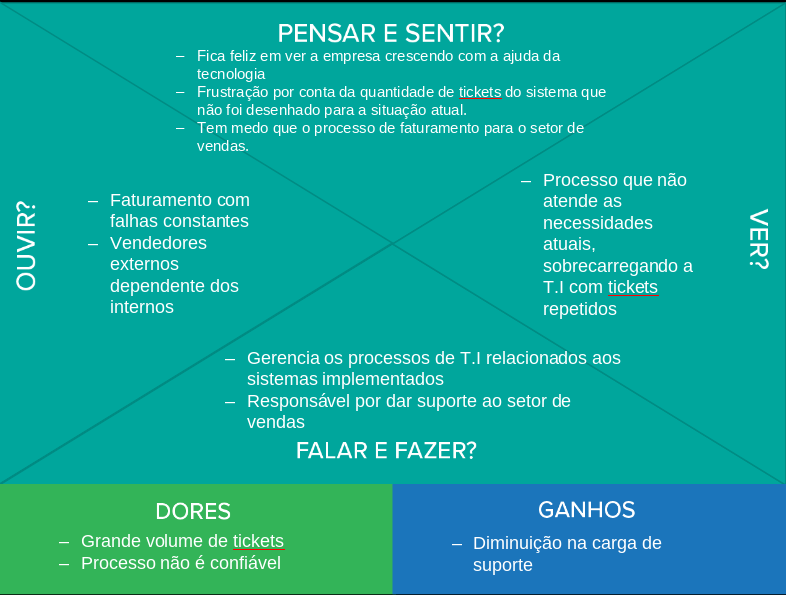 PENSAR E SENTIR?
– Fica feliz em ver a empresa crescendo com a ajuda da
tecnologia
– Frustração por conta da quantidade de tickets do sistema que
não foi desenhado para a situação atual.
– Tem medo que o processo de faturamento para o setor de
vendas.
OUVIR?
– Faturamento com
falhas constantes
– Vendedores
externos
dependente dos
internos
– Processo que não
atende as
necessidades
atuais,
sobrecarregando a
T.I com tickets
repetidos
VER?
– Gerencia os processos de T.I relacionados aos
sistemas implementados
– Responsável por dar suporte ao setor de
vendas
FALAR E FAZER?
DORES
– Grande volume de tickets
– Processo não é confiável
GANHOS
– Diminuição na carga de
suporte